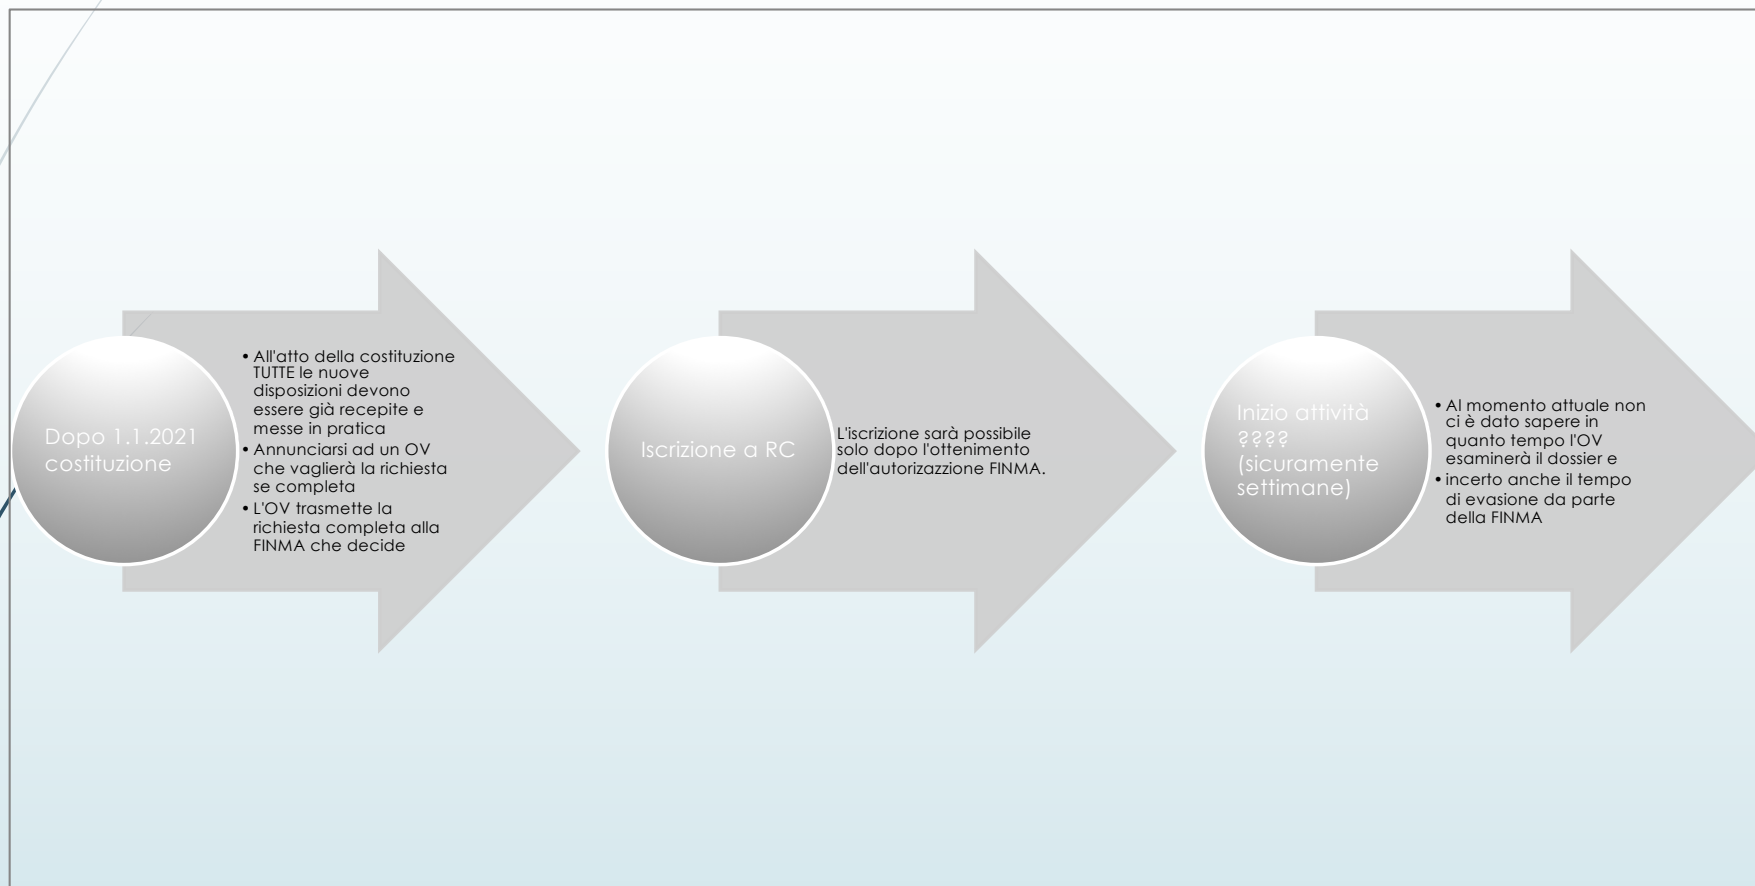 Dopo 1.1.2021
costituzione
• All'atto della costituzione
TUTTE le nuove
disposizioni devono
essere già recepite e
messe in pratica
• Annunciarsi ad un OV
che vaglierà la richiesta
se completa
• L'OV trasmette la
richiesta completa alla
FINMA che decide
Iscrizione a RC
L'iscrizione sarà possibile
solo dopo l'ottenimento
dell'autorizazzione FINMA.
Inizio attività
????
(sicuramente
settimane)
• Al momento attuale non
ci è dato sapere in
quanto tempo l'OV
esaminerà il dossier e
• incerto anche il tempo
di evasione da parte
della FINMA